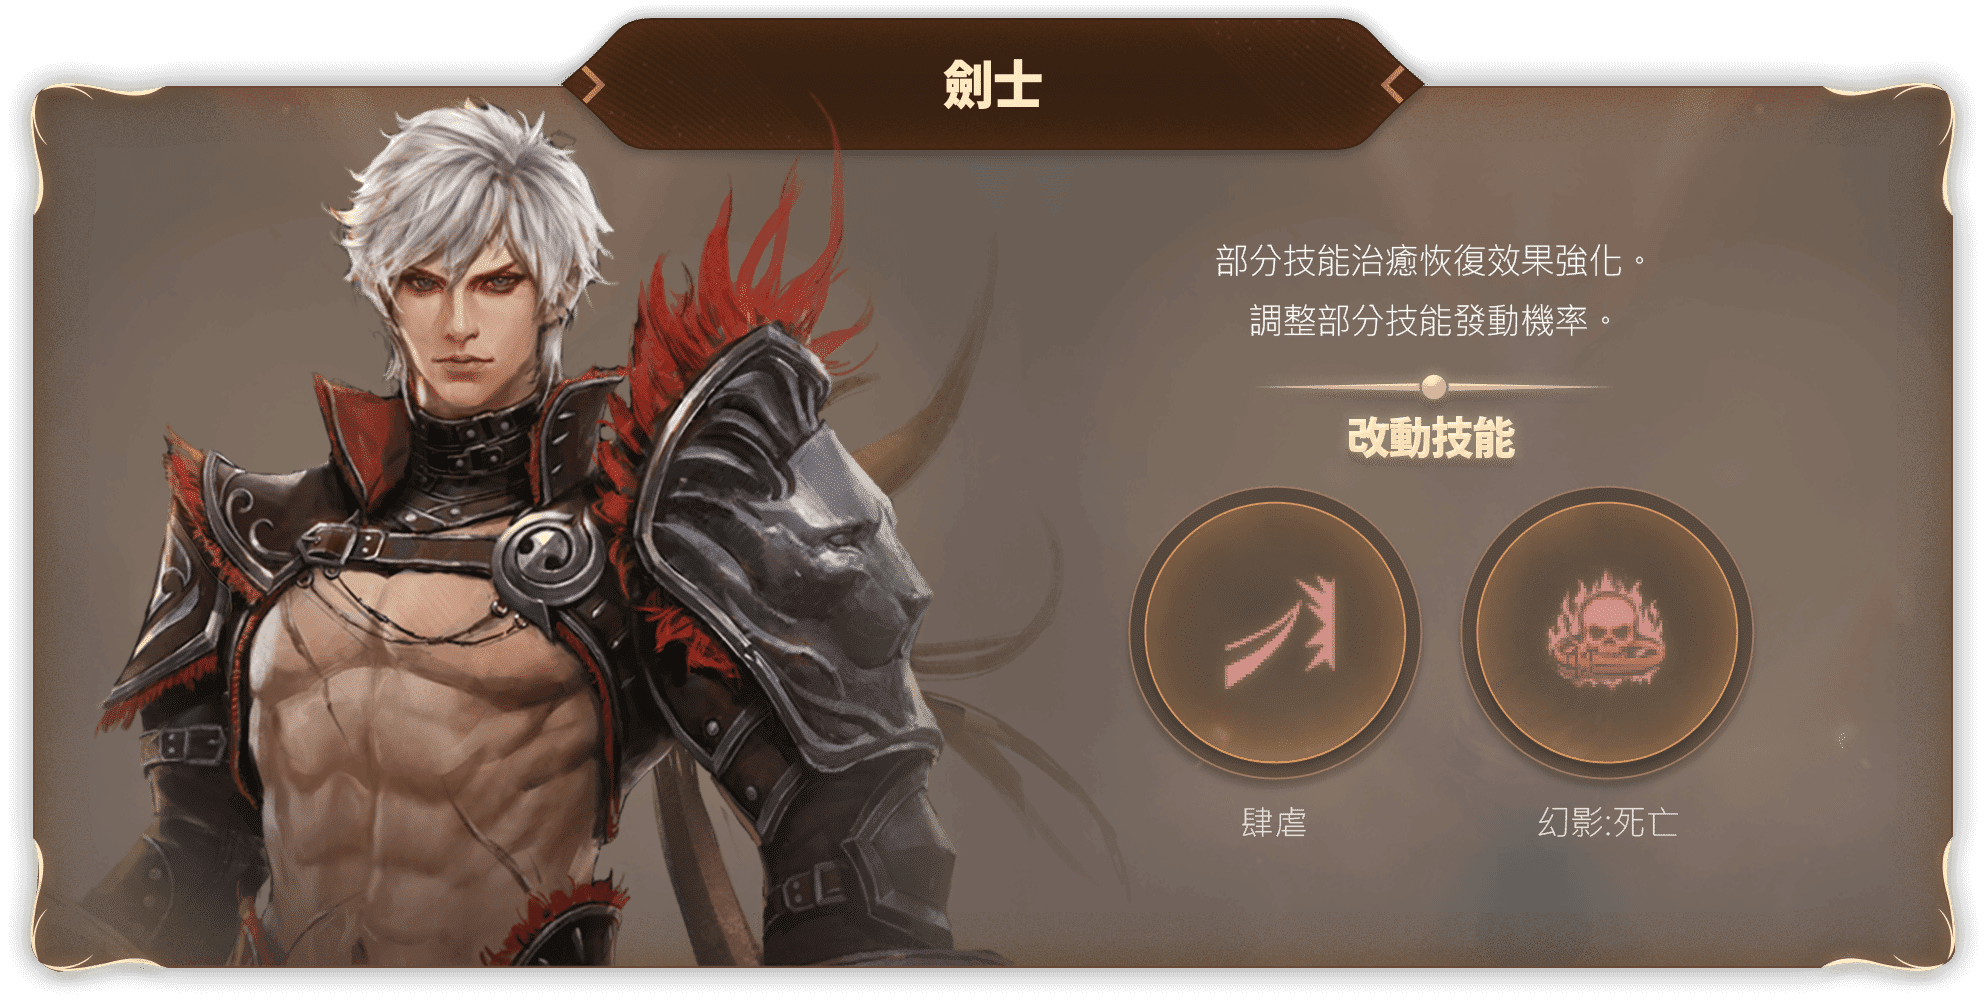 劍士
部分技能治癒恢復效果強化。
調整部分技能發動機率。
改動技能
肆虐
幻影:死亡